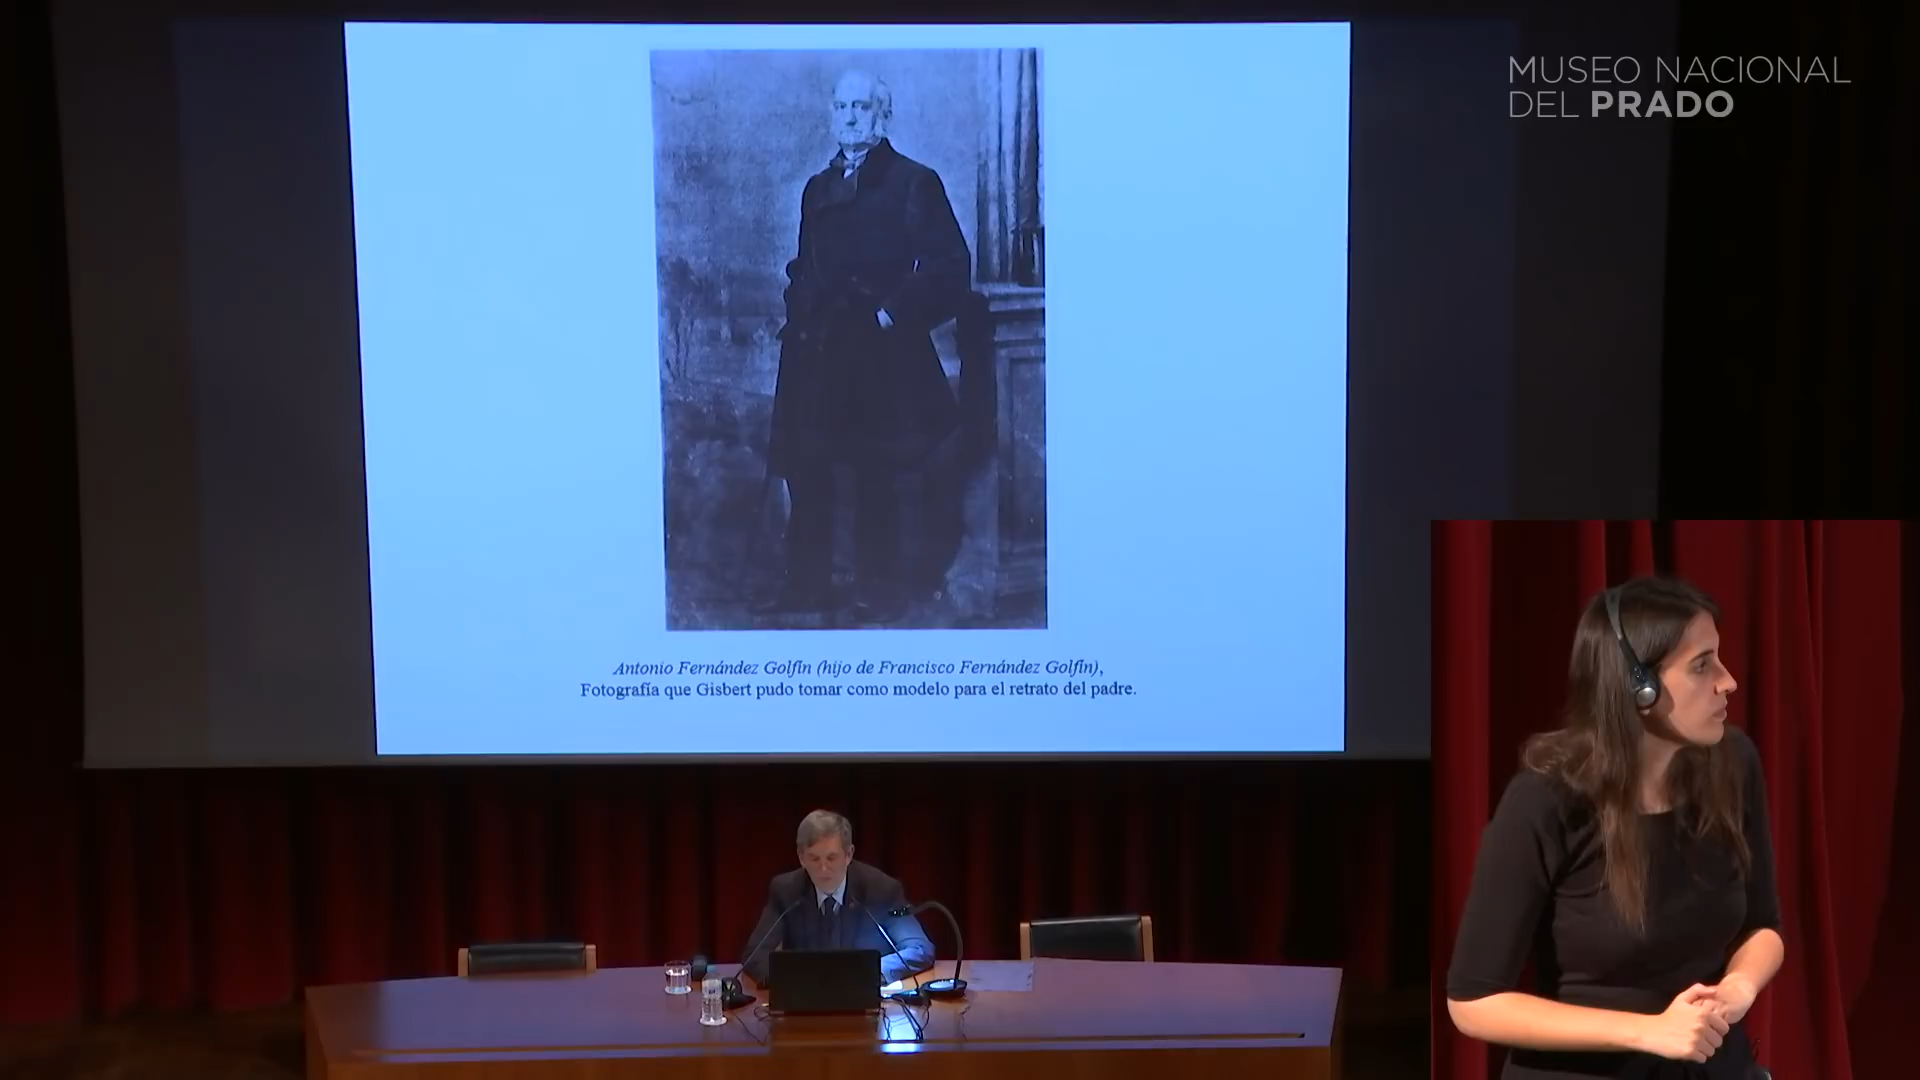 MUSEO NACIONAL
DEL PRADO
Antonio Fernández Golfín (hijo de Francisco Fernández Golfín),
Fotografía que Gisbert pudo tomar como modelo para el retrato del padre.